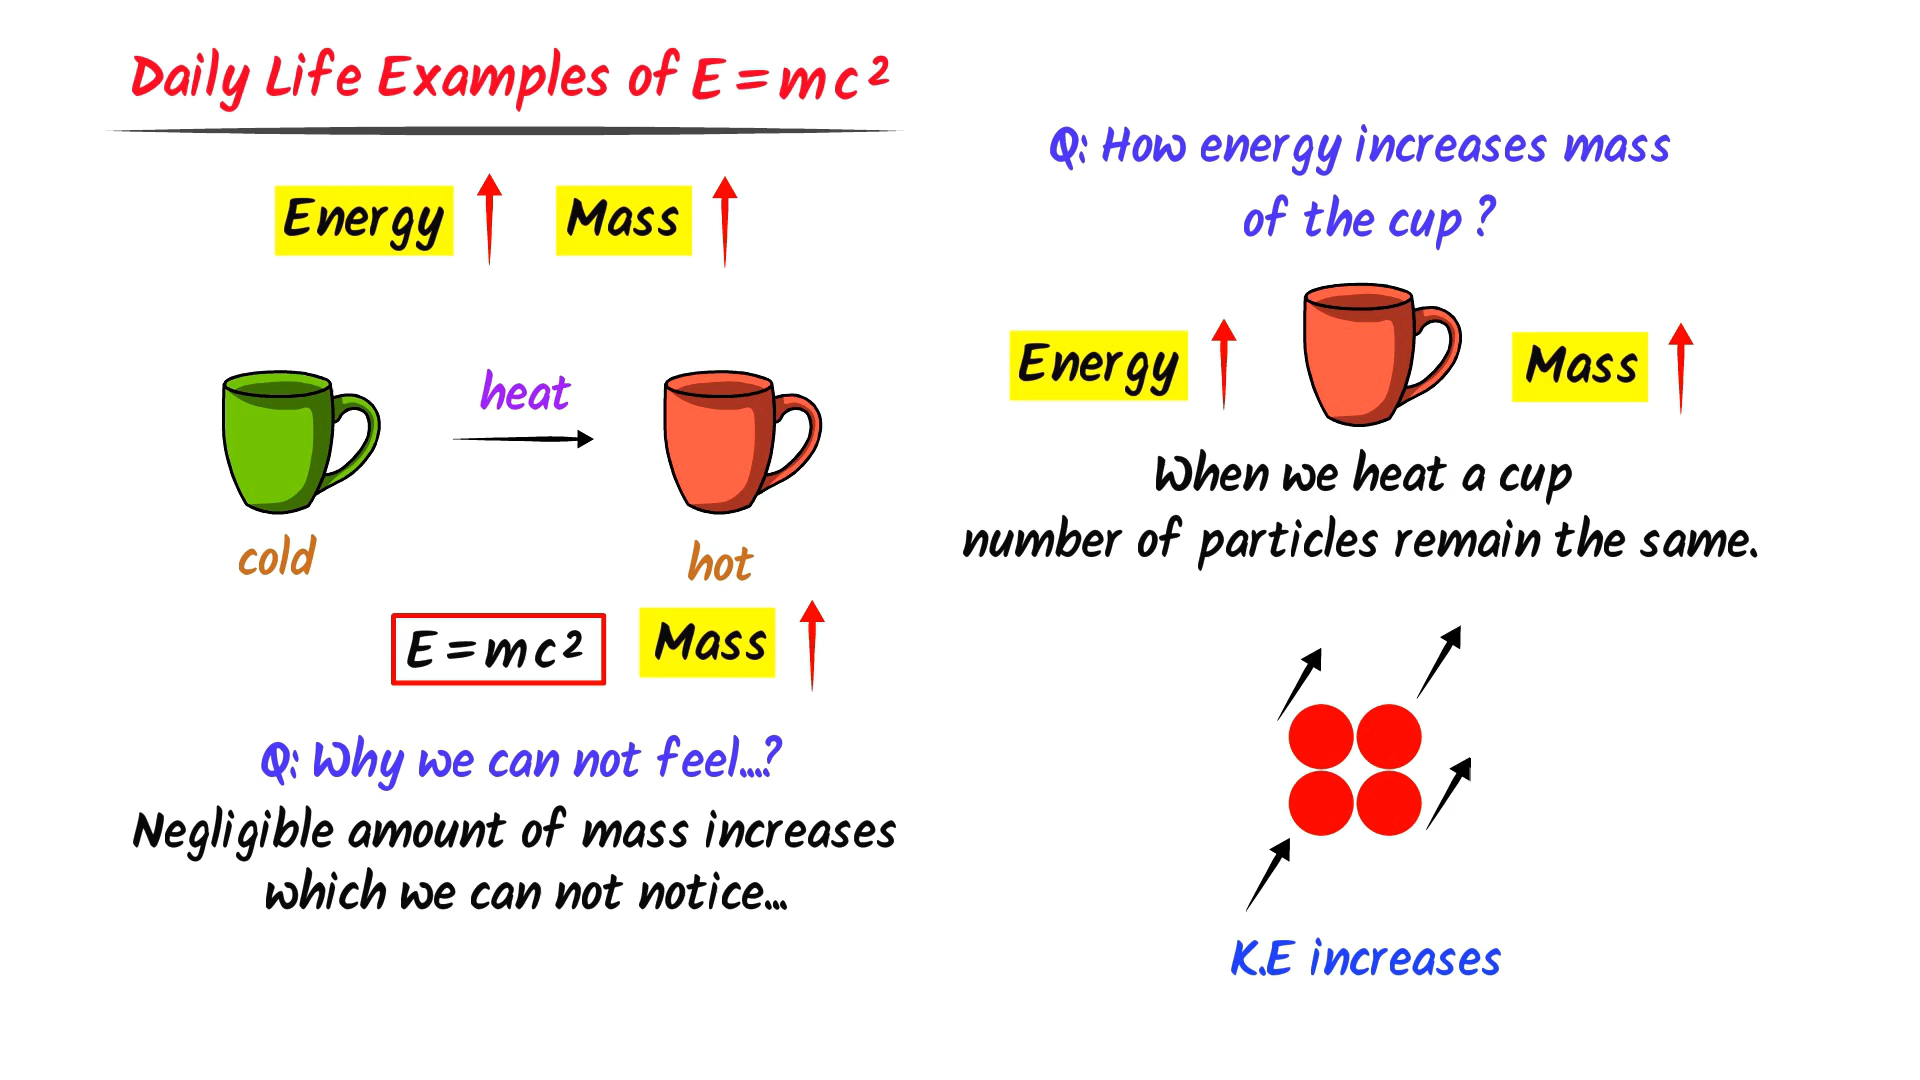 Daily Life Examples of E = mc²
Energy Mass
heat
cold hot
E = mc² Mass
Q: Why we can not feel....?
Negligible amount of mass increases
which we can not notice...
Q: How energy increases mass
of the cup ?
Energy Mass
When we heat a cup
number of particles remain the same.
K.E increases